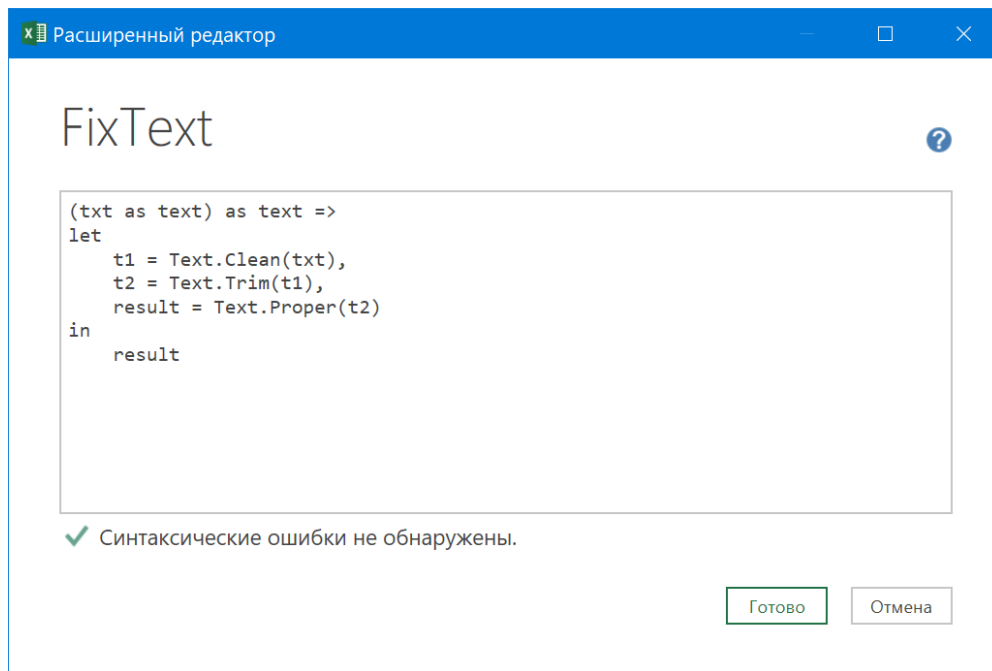 Расширенный редактор
FixText
?
(txt as text) as text =>
let
    t1 = Text.Clean(txt),
    t2 = Text.Trim(t1),
    result = Text.Proper(t2)
in
    result
Синтаксические ошибки не обнаружены.
Готово
Отмена